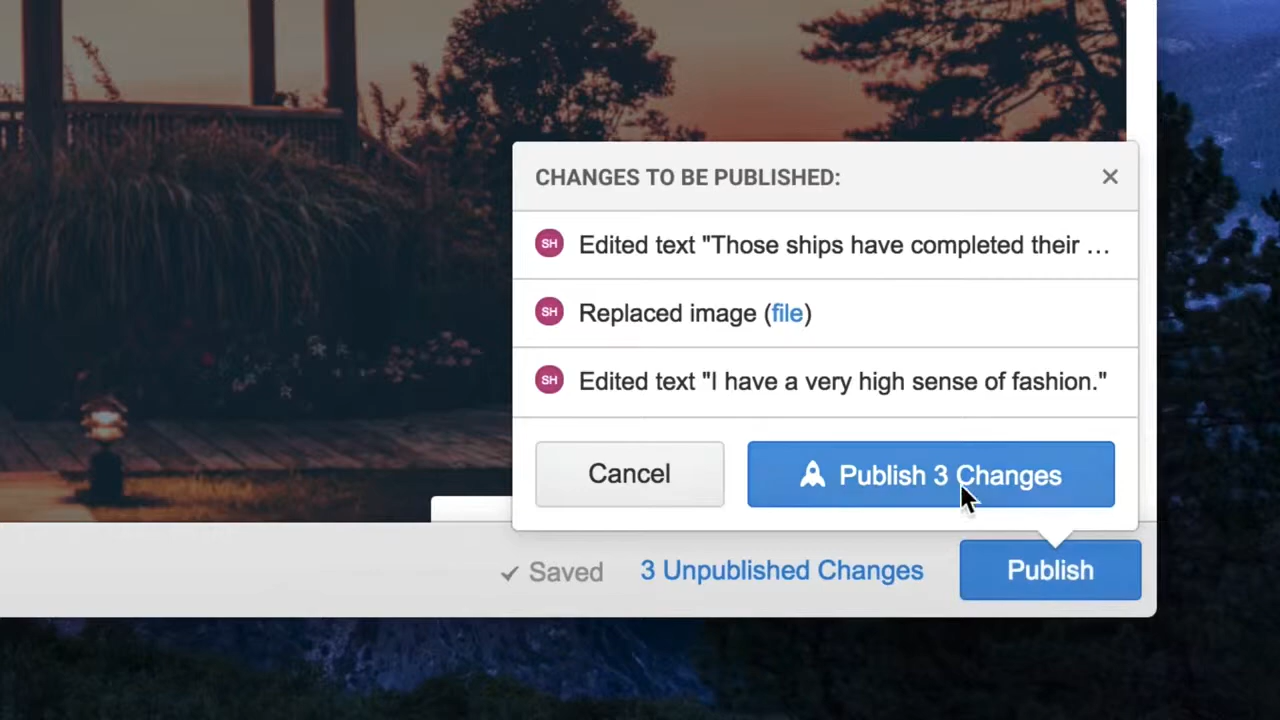 CHANGES TO BE PUBLISHED:
SH Edited text "Those ships have completed their …
SH Replaced image (file)
SH Edited text "I have a very high sense of fashion."
Cancel Publish 3 Changes
Saved 3 Unpublished Changes Publish